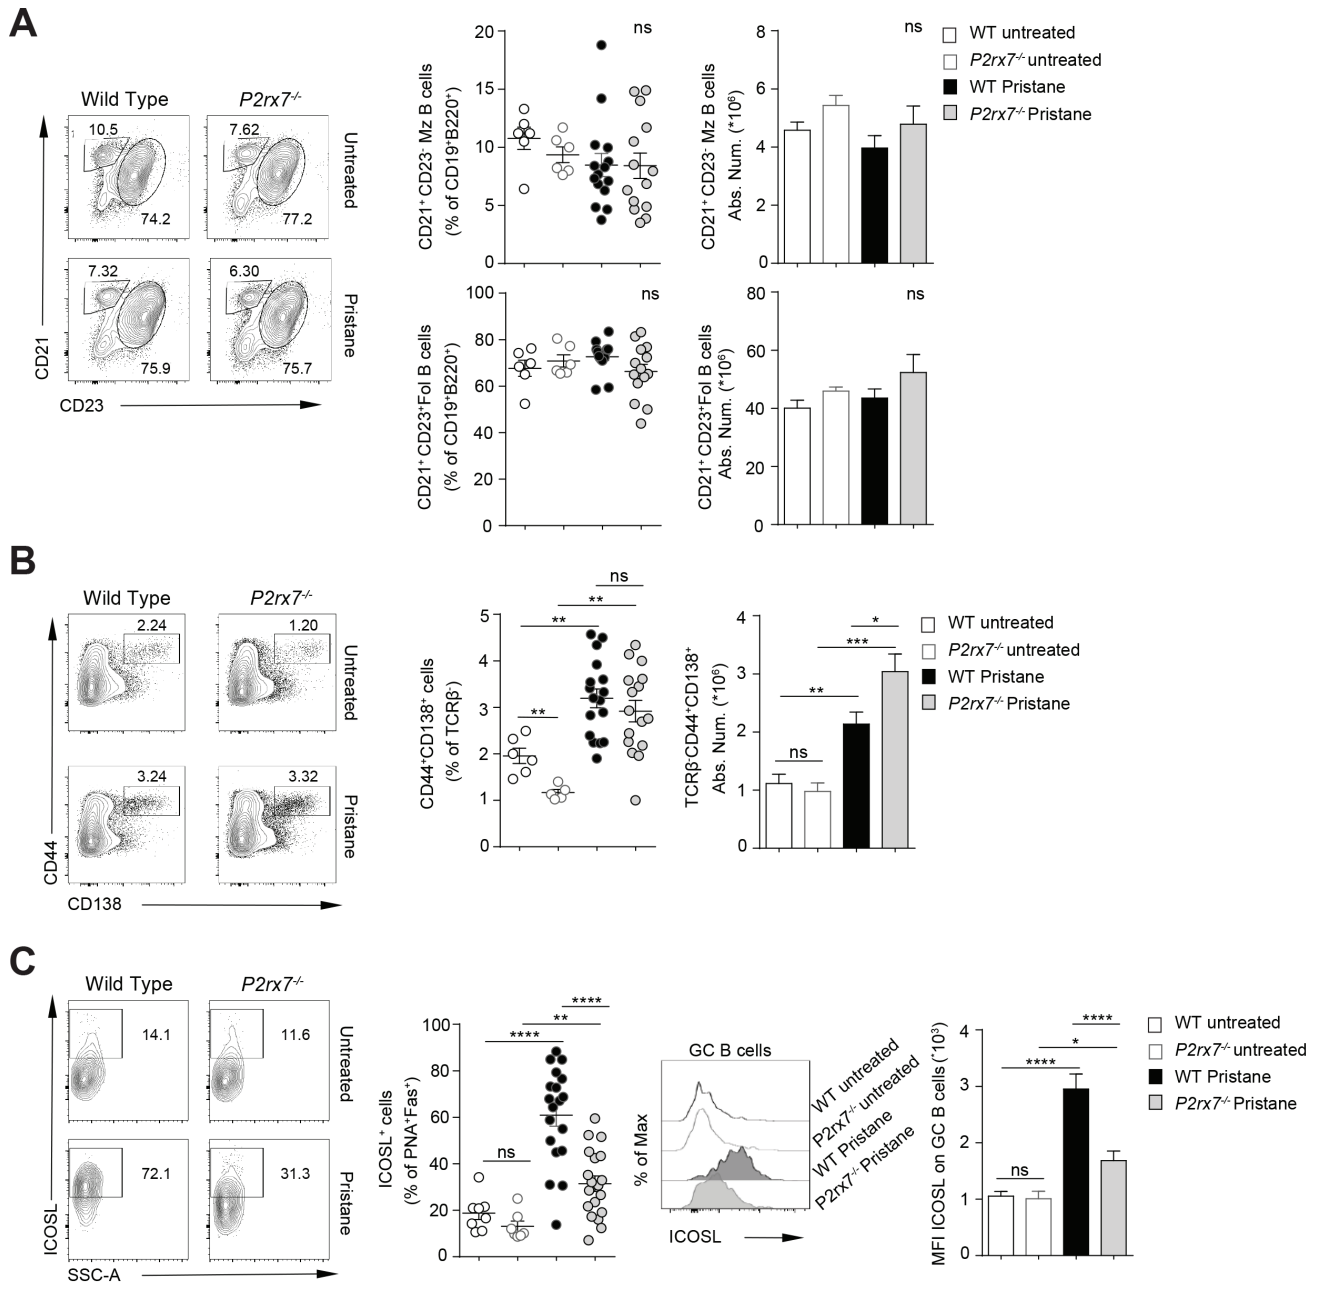 A
Wild Type
P2rx7-/-
10.5
74.2
7.62
77.2
Untreated
7.32
75.9
6.30
75.7
Pristane
CD21
CD23
CD21+ CD23- Mz B cells
(% of CD19+B220+)
20
15
10
5
0
ns
CD21+ CD23- Mz B cells
Abs. Num. (*10⁶)
8
6
4
2
0
ns
WT untreated
P2rx7-/- untreated
WT Pristane
P2rx7-/- Pristane
CD21+ CD23+Fol B cells
(% of CD19+B220+)
100
80
60
40
20
0
ns
CD21+ CD23+Fol B cells
Abs. Num. (*10⁶)
80
60
40
20
0
ns
B
Wild Type
P2rx7-/-
2.24
1.20
Untreated
3.24
3.32
Pristane
CD44
CD138
CD44+CD138+ cells
(% of TCRβ-)
5
4
3
2
1
0
ns
**
**
**
TCRβ-CD44+CD138+
Abs. Num. (*10⁶)
4
3
2
1
0
*
***
**
ns
WT untreated
P2rx7-/- untreated
WT Pristane
P2rx7-/- Pristane
C
Wild Type
P2rx7-/-
14.1
11.6
Untreated
72.1
31.3
Pristane
ICOSL
SSC-A
ICOSL+ cells
(% of PNA+Fas+)
100
80
60
40
20
0
****
**
****
ns
GC B cells
% of Max
ICOSL
WT untreated
P2rx7-/- untreated
WT Pristane
P2rx7-/- Pristane
MFI ICOSL on GC B cells (*10³)
4
3
2
1
0
****
*
****
ns
WT untreated
P2rx7-/- untreated
WT Pristane
P2rx7-/- Pristane